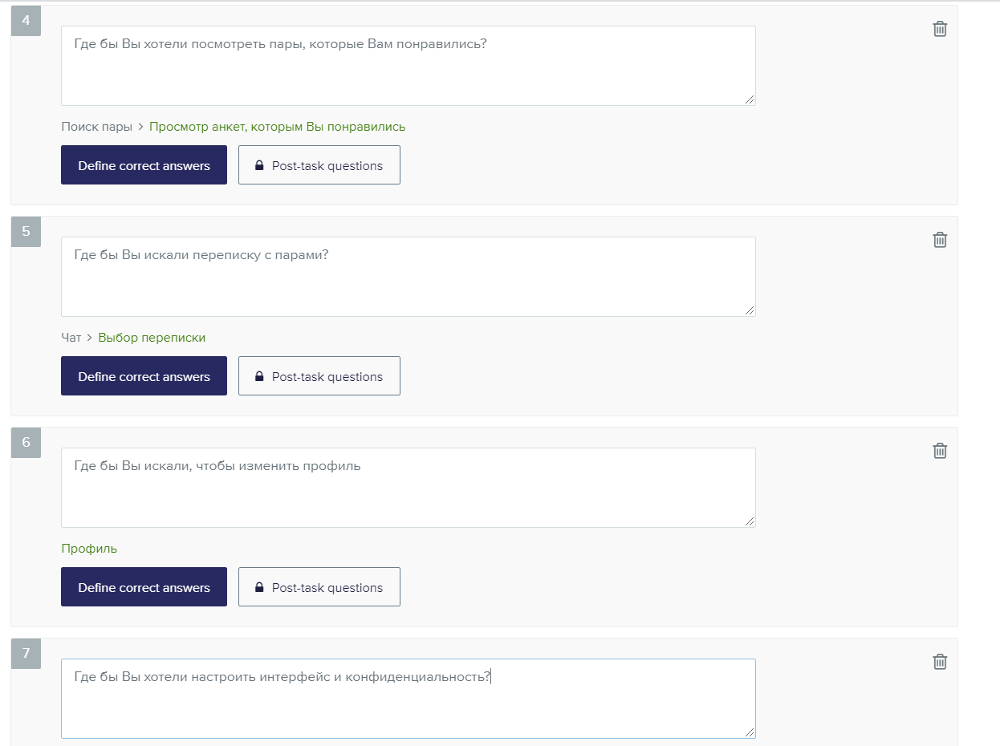 4
Где бы Вы хотели посмотреть пары, которые Вам понравились?
Поиск пары > Просмотр анкет, которым Вы понравились
Define correct answers
Post-task questions
5
Где бы Вы искали переписку с парами?
Чат > Выбор переписки
Define correct answers
Post-task questions
6
Где бы Вы искали, чтобы изменить профиль
Профиль
Define correct answers
Post-task questions
7
Где бы Вы хотели настроить интерфейс и конфиденциальность?